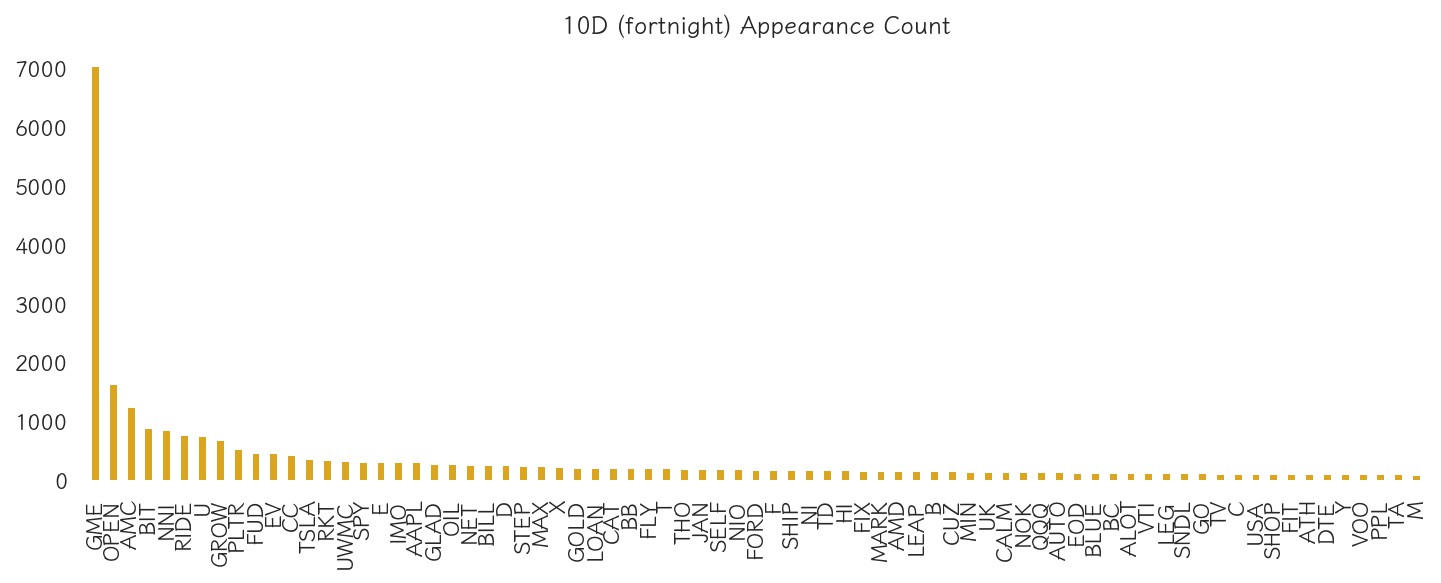 10D (fortnight) Appearance Count
7000
6000
5000
4000
3000
2000
1000
0
GME
OPEN
AMC
BIT
NNI
RIDE
U
GROW
PLTR
FUD
EV
CC
TSLA
RKT
UWMC
SPY
E
IMO
AAPL
GLAD
OIL
NET
BILL
D
STEP
MAX
X
GOLD
LOAN
CAT
BB
FLY
T
THO
JAN
SELF
NIO
FORD
F
SHIP
NI
TD
HI
FIX
MARK
AMD
LEAP
B
CUZ
MIN
UK
CALM
NOK
QQQ
AUTO
EOD
BLUE
BC
ALOT
VTI
LEG
SNDL
GO
TV
C
USA
SHOP
FIT
ATH
DTE
Y
VOO
PPL
TA
M